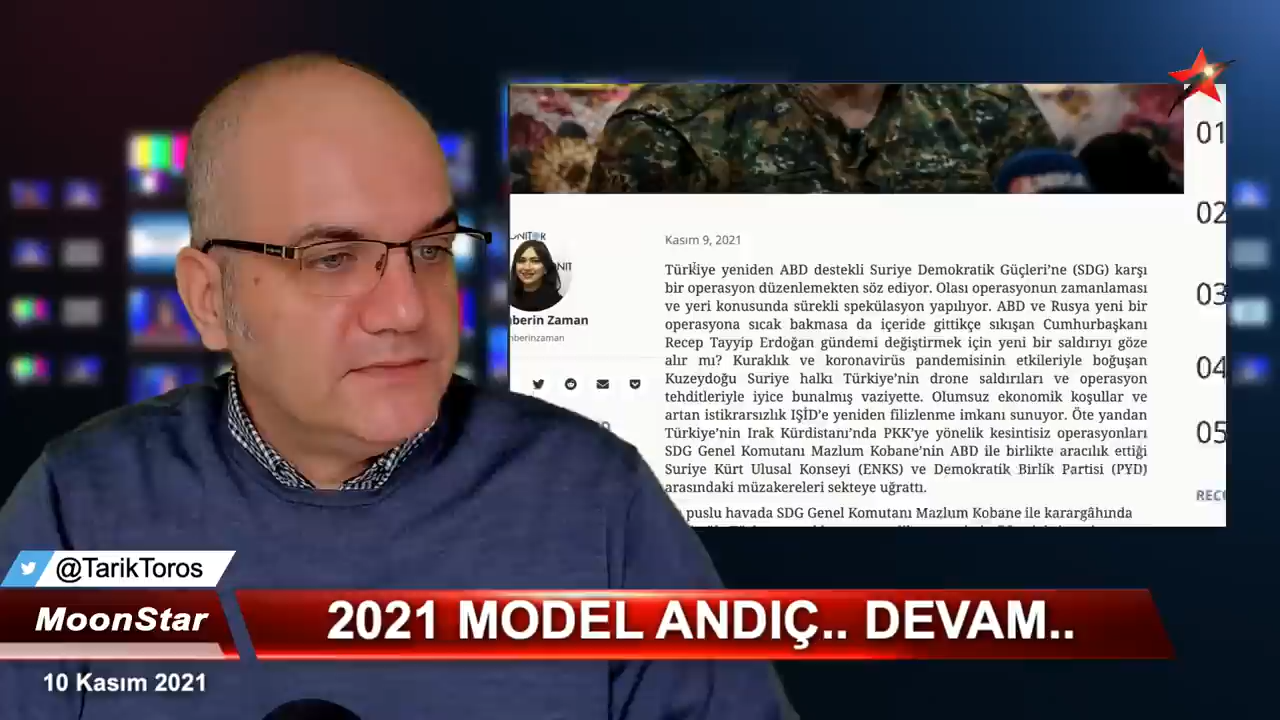 01
02
03
04
05
Kasım 9, 2021
Türkiye yeniden ABD destekli Suriye Demokratik Güçleri’ne (SDG) karşı
bir operasyon düzenlemekten söz ediyor. Olası operasyonun zamanlaması
ve yeri konusunda sürekli spekülasyon yapılıyor. ABD ve Rusya yeni bir
operasyona sıcak bakmasa da içeride gittikçe sıkışan Cumhurbaşkanı
Recep Tayyip Erdoğan gündemi değiştirmek için yeni bir saldırıyı göze
alır mı? Kuraklık ve koronavirüs pandemisinin etkileriyle boğuşan
Kuzeydoğu Suriye halkı Türkiye’nin drone saldırıları ve operasyon
tehditleriyle iyice bunalmış vaziyette. Olumsuz ekonomik koşullar ve
artan istikrarsızlık IŞİD’e yeniden filizlenme imkanı sunuyor. Öte yandan
Türkiye’nin Irak Kürdistanı’nda PKK’ye yönelik kesintisiz operasyonları
SDG Genel Komutanı Mazlum Kobane’nin ABD ile birlikte aracılık ettiği
Suriye Kürt Ulusal Konseyi (ENKS) ve Demokratik Birlik Partisi (PYD)
arasındaki müzakereleri sekteye uğrattı.
puslu havada SDG Genel Komutanı Mazlum Kobane ile karargâhında
NITOR
NIT
berin Zaman
nberinzaman
REC
@TarikToros
MoonStar
2021 MODEL ANDIÇ.. DEVAM..
10 Kasım 2021